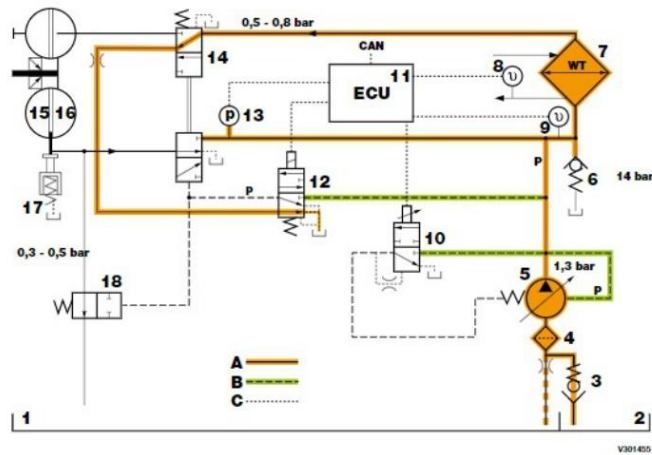 0,5 - 0,8 bar
14
7
CAN
8
WT
11
ECU
p
13
15 16
9
P
12
6
14 bar
17
P
10
0,3 - 0,5 bar
5
1,3 bar
18
P
4
A
3
B
C
1
2
V301455